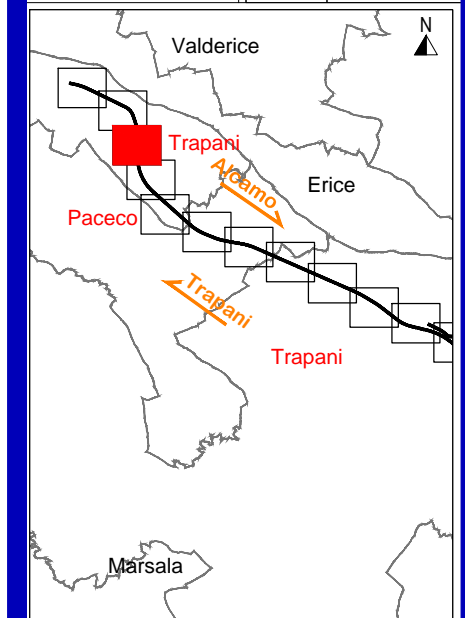 N
Valderice
Trapani
Alcamo
Erice
Paceco
Trapani
Trapani
Marsala